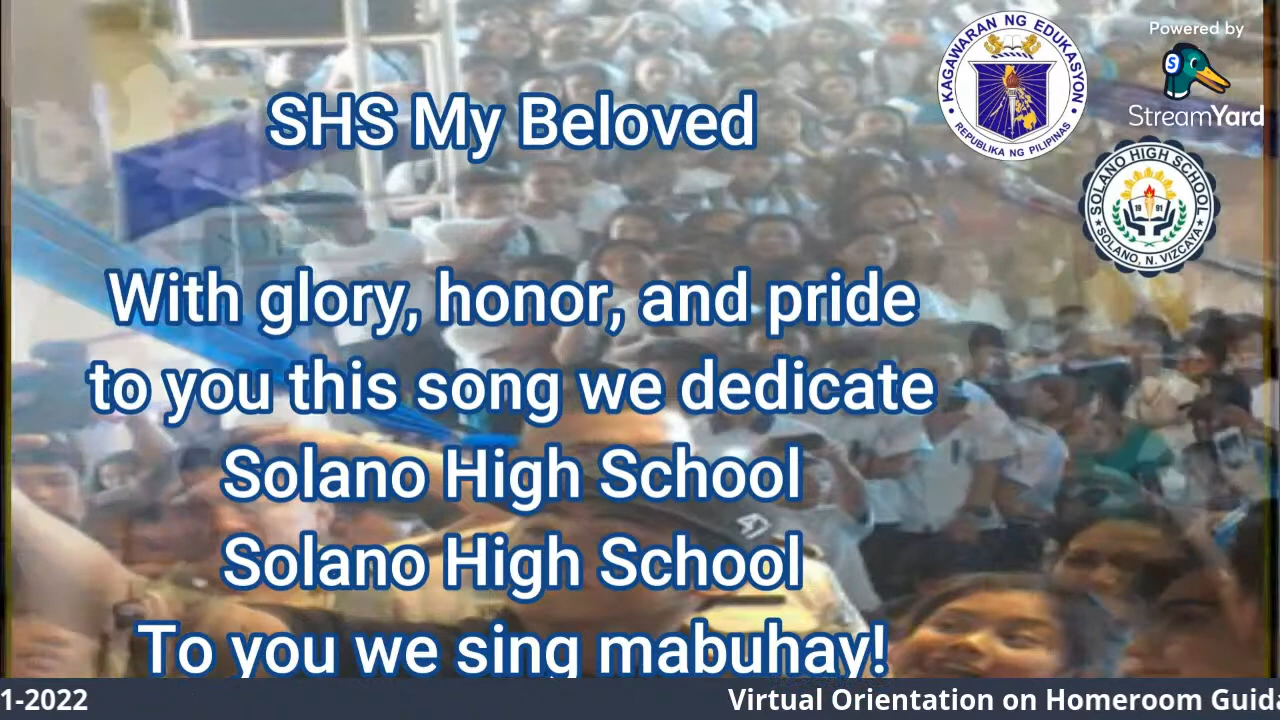 SHS My Beloved
With glory, honor, and pride
to you this song we dedicate
Solano High School
Solano High School
To you we sing mabuhay!
KAGAWARAN NG EDUKASYON
REPUBLIKA NG PILIPINAS
Powered by
StreamYard
SOLANO HIGH SCHOOL
19 91
SOLANO, N. VIZCAYA
1-2022
Virtual Orientation on Homeroom Guida